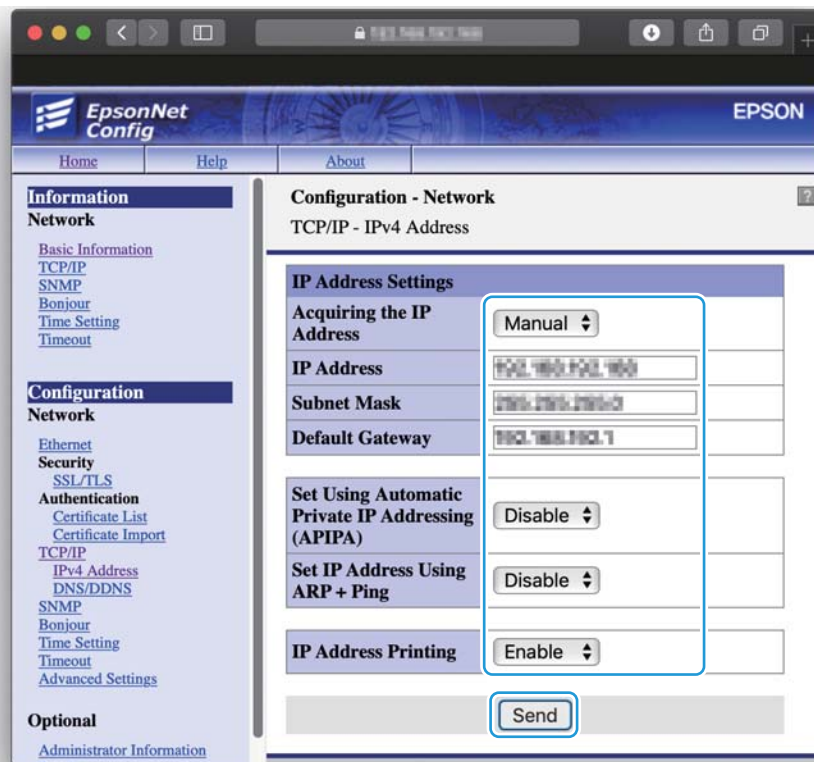 EpsonNet
Config
EPSON
Home
Help
About
Information
Network
Basic Information
TCP/IP
SNMP
Bonjour
Time Setting
Timeout
Configuration
Network
Ethernet
Security
SSL/TLS
Authentication
Certificate List
Certificate Import
TCP/IP
IPv4 Address
DNS/DDNS
SNMP
Bonjour
Time Setting
Timeout
Advanced Settings
Optional
Administrator Information
Configuration - Network
?
TCP/IP - IPv4 Address
IP Address Settings
Acquiring the IP
Address
Manual
IP Address
Subnet Mask
Default Gateway
Set Using Automatic
Private IP Addressing
(APIPA)
Disable
Set IP Address Using
ARP + Ping
Disable
IP Address Printing
Enable
Send